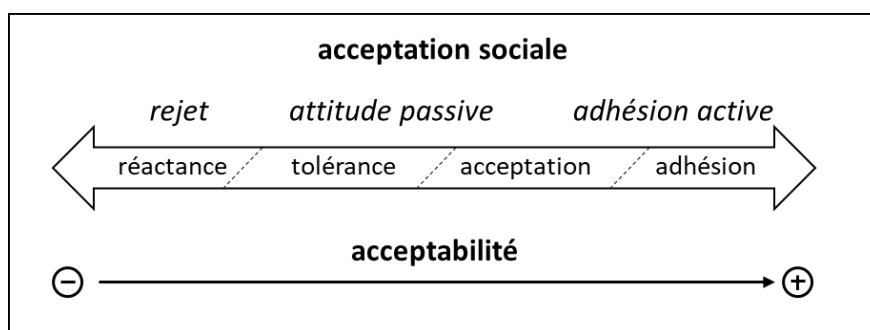 acceptation sociale
rejet attitude passive adhésion active
réactance tolérance acceptation adhésion
acceptabilité
− +